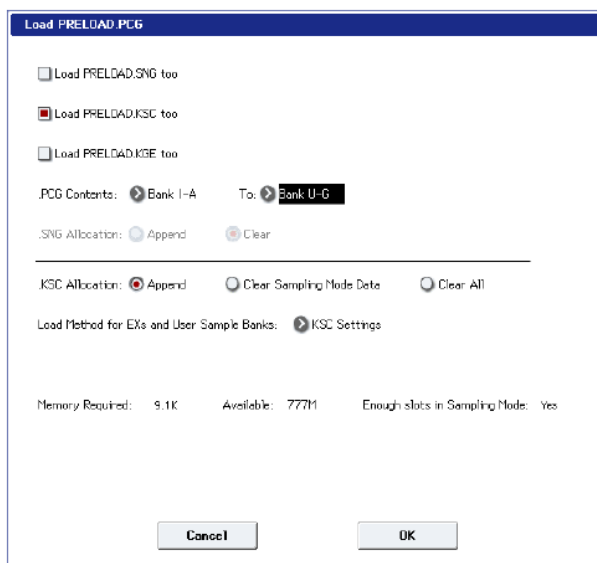 Load PRELOAD.PCG
Load PRELOAD.SNG too
Load PRELOAD.KSC too
Load PRELOAD.KGE too
.PCG Contents: Bank I-A To: Bank U-G
.SNG Allocation: Append Clear
.KSC Allocation: Append Clear Sampling Mode Data Clear All
Load Method for EXs and User Sample Banks: KSC Settings
Memory Required: 9.1K Available: 777M Enough slots in Sampling Mode: Yes
Cancel OK